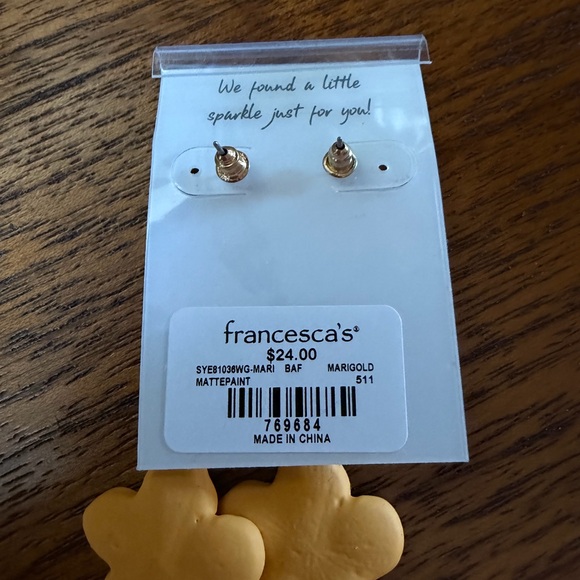 We found a little
sparkle just for you!
francesca's®
$24.00
SYE81036WG-MARI BAF MARIGOLD
MATTEPAINT 511
769684
MADE IN CHINA